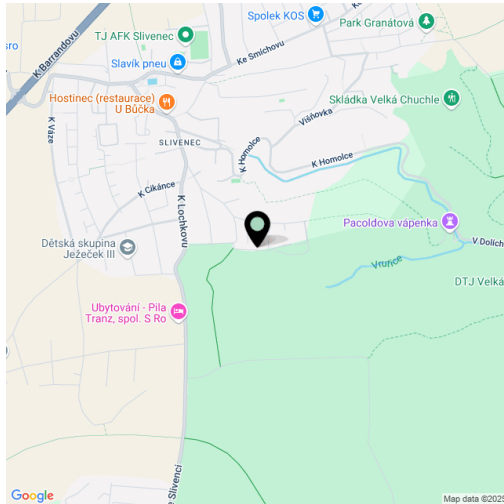 Spolek KOS
Park Granátová
TJ AFK Slivenec
Ke Smíchovu
K Barrandovu
sro
Slavík pneu
Skládka Velká Chuchle
Hostinec (restaurace)
U Bůčka
Višňovka
K Váze
SLIVENEC
K Homolce
K Homolce
K Cikánce
K Lochkovu
Pacoldova vápenka
Dětská skupina
Ježeček III
V Dolích
Vrutice
DTJ Velká
Ubytování - Pila
Tranz, spol. S Ro
e Slivenci
Google
Map data ©2025